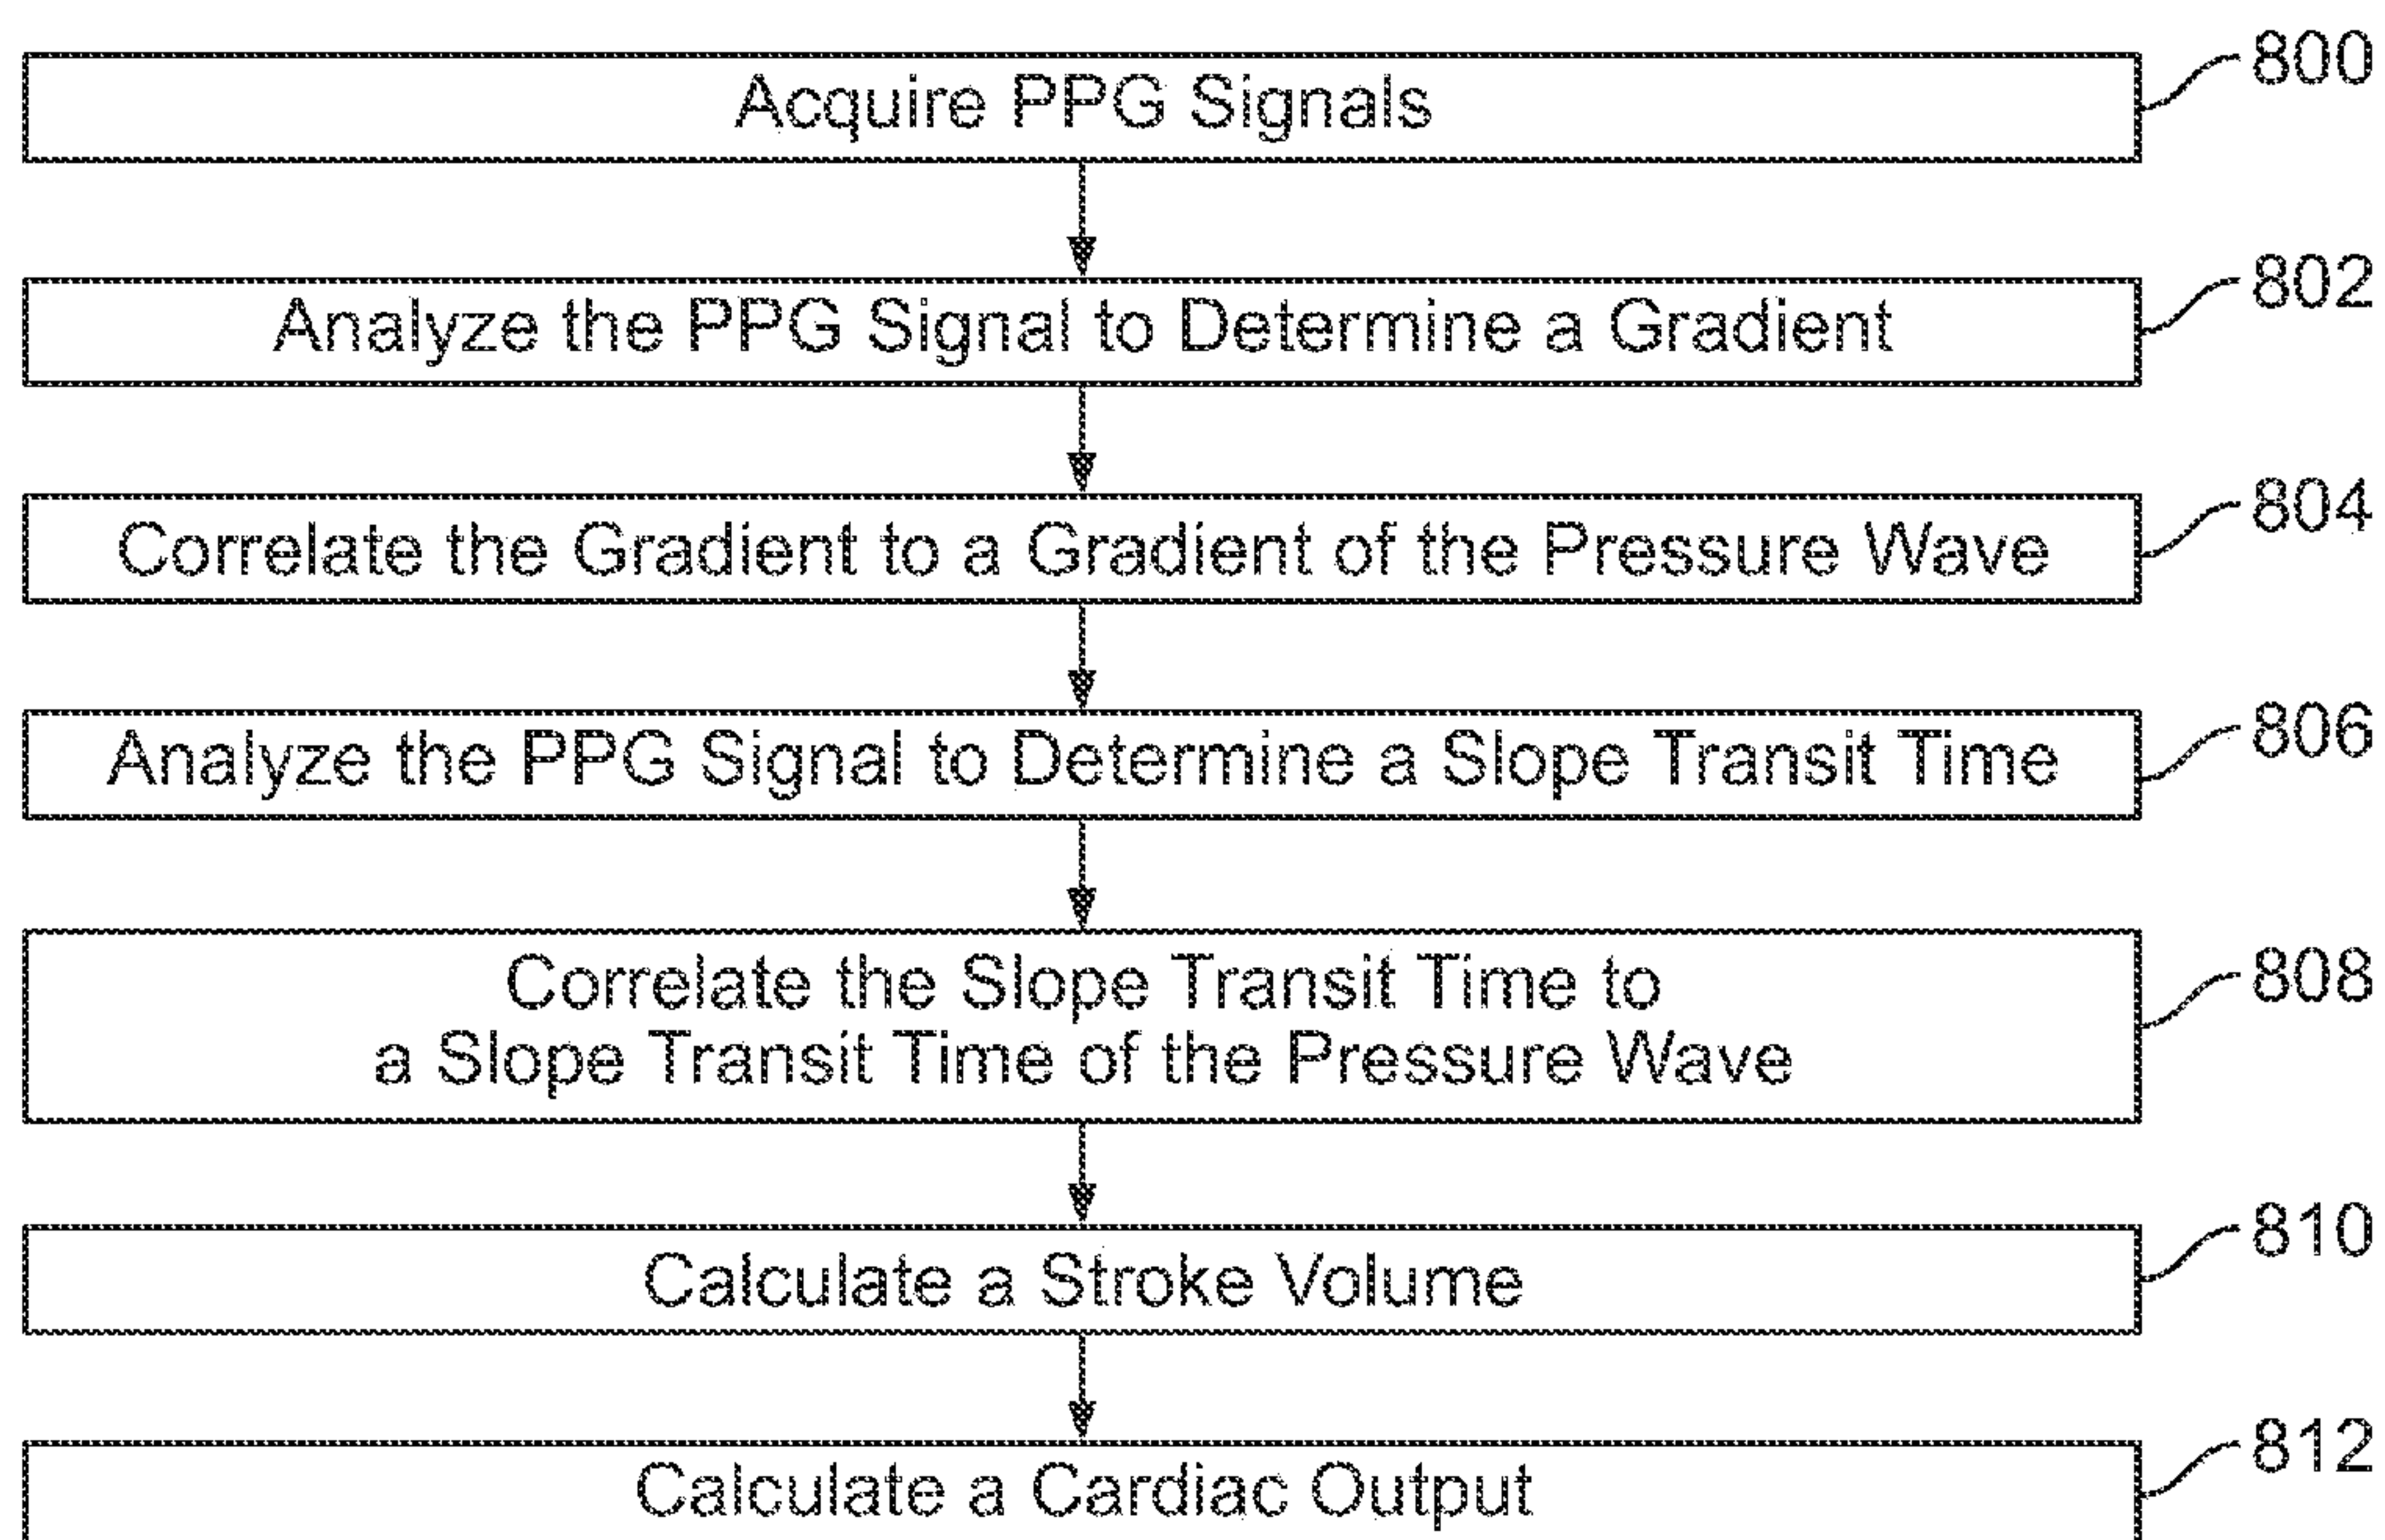 Acquire PPG Signals
800
Analyze the PPG Signal to Determine a Gradient
802
Correlate the Gradient to a Gradient of the Pressure Wave
804
Analyze the PPG Signal to Determine a Slope Transit Time
806
Correlate the Slope Transit Time to
a Slope Transit Time of the Pressure Wave
808
Calculate a Stroke Volume
810
Calculate a Cardiac Output
812